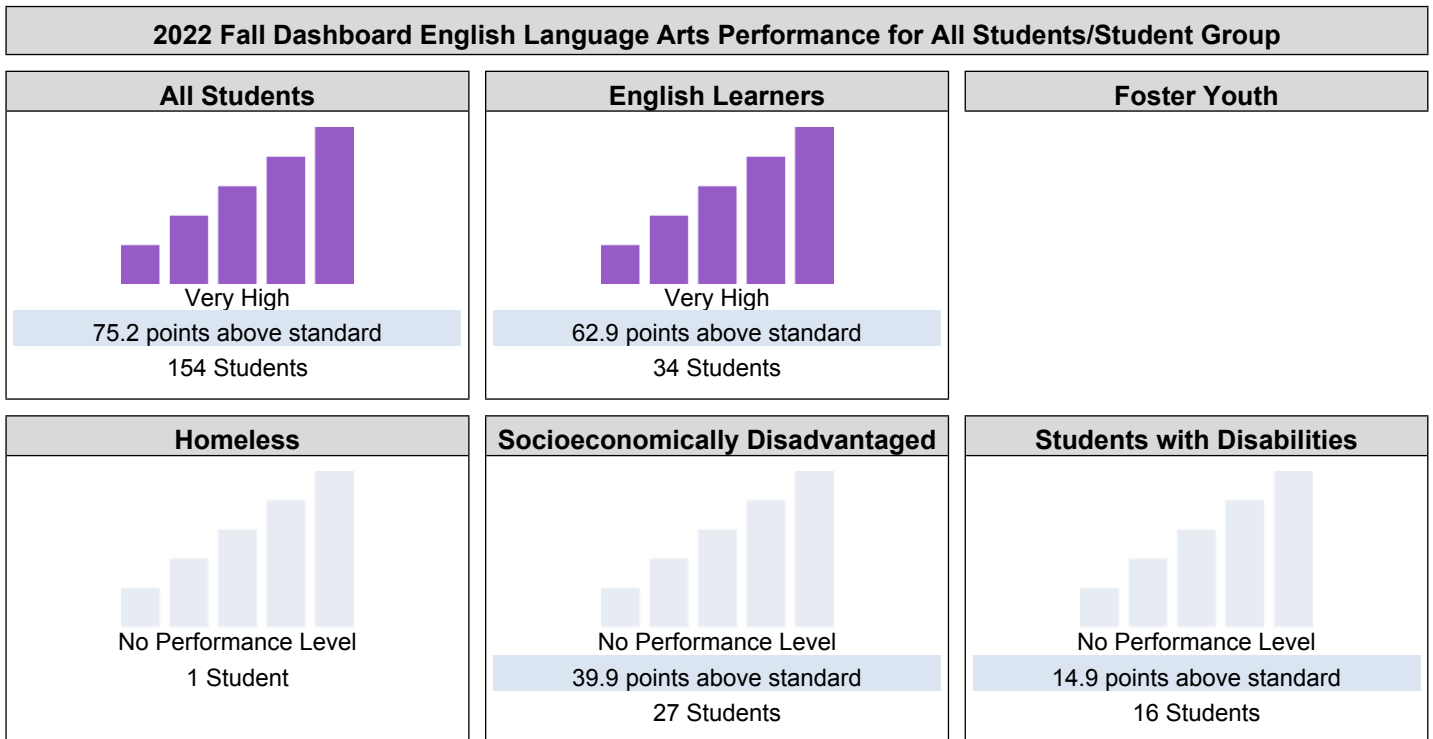 2022 Fall Dashboard English Language Arts Performance for All Students/Student Group
All Students
Very High
75.2 points above standard
154 Students
English Learners
Very High
62.9 points above standard
34 Students
Foster Youth
Homeless
No Performance Level
1 Student
Socioeconomically Disadvantaged
No Performance Level
39.9 points above standard
27 Students
Students with Disabilities
No Performance Level
14.9 points above standard
16 Students